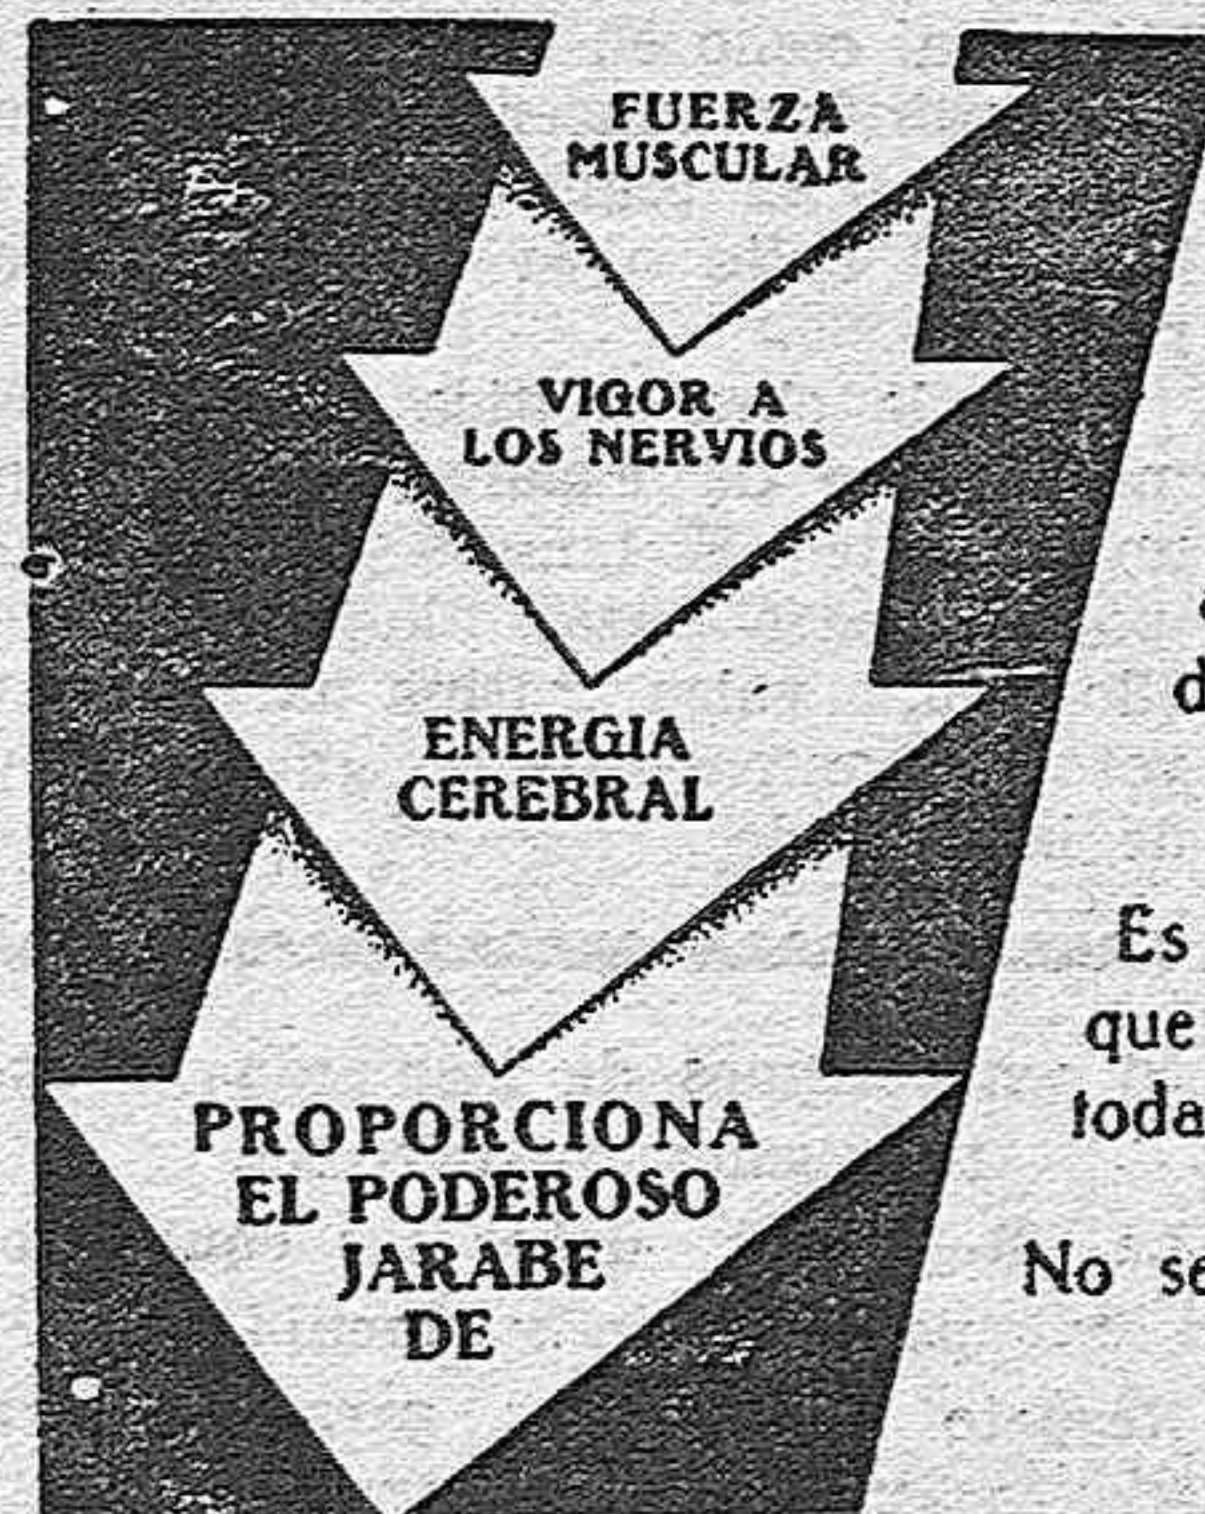 FUERZA
MUSCULAR
VIGOR A
LOS NERVIOS
ENERGIA
CEREBRAL
PROPORCIONA
EL PODEROSO
JARABE
DE
d
Es
que
toda
No se